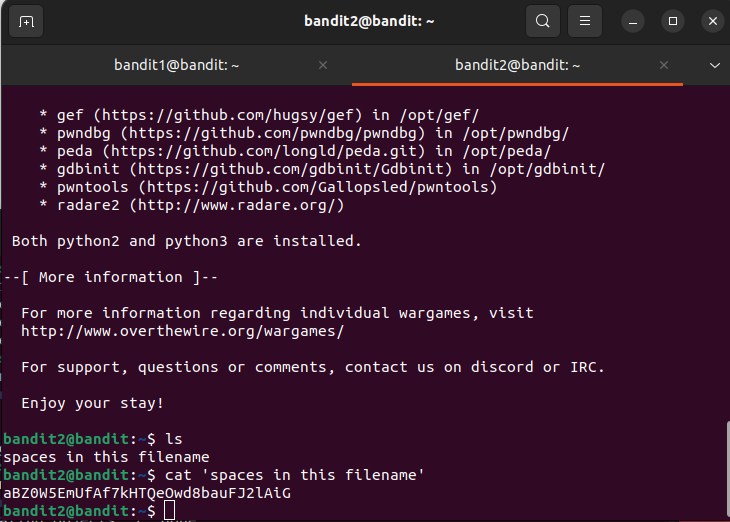 bandit2@bandit: ~
bandit1@bandit: ~ × bandit2@bandit: ~ ×
* gef (https://github.com/hugsy/gef) in /opt/gef/
* pwndbg (https://github.com/pwndbg/pwndbg) in /opt/pwndbg/
* peda (https://github.com/longld/peda.git) in /opt/peda/
* gdbinit (https://github.com/gdbinit/Gdbinit) in /opt/gdbinit/
* pwntools (https://github.com/Gallopsled/pwntools)
* radare2 (http://www.radare.org/)
Both python2 and python3 are installed.
--[ More information ]--
For more information regarding individual wargames, visit
http://www.overthewire.org/wargames/
For support, questions or comments, contact us on discord or IRC.
Enjoy your stay!
bandit2@bandit:~$ ls
spaces in this filename
bandit2@bandit:~$ cat 'spaces in this filename'
aBZ0W5EmUfAf7kHTQeOwd8bauFJ2lAiG
bandit2@bandit:~$